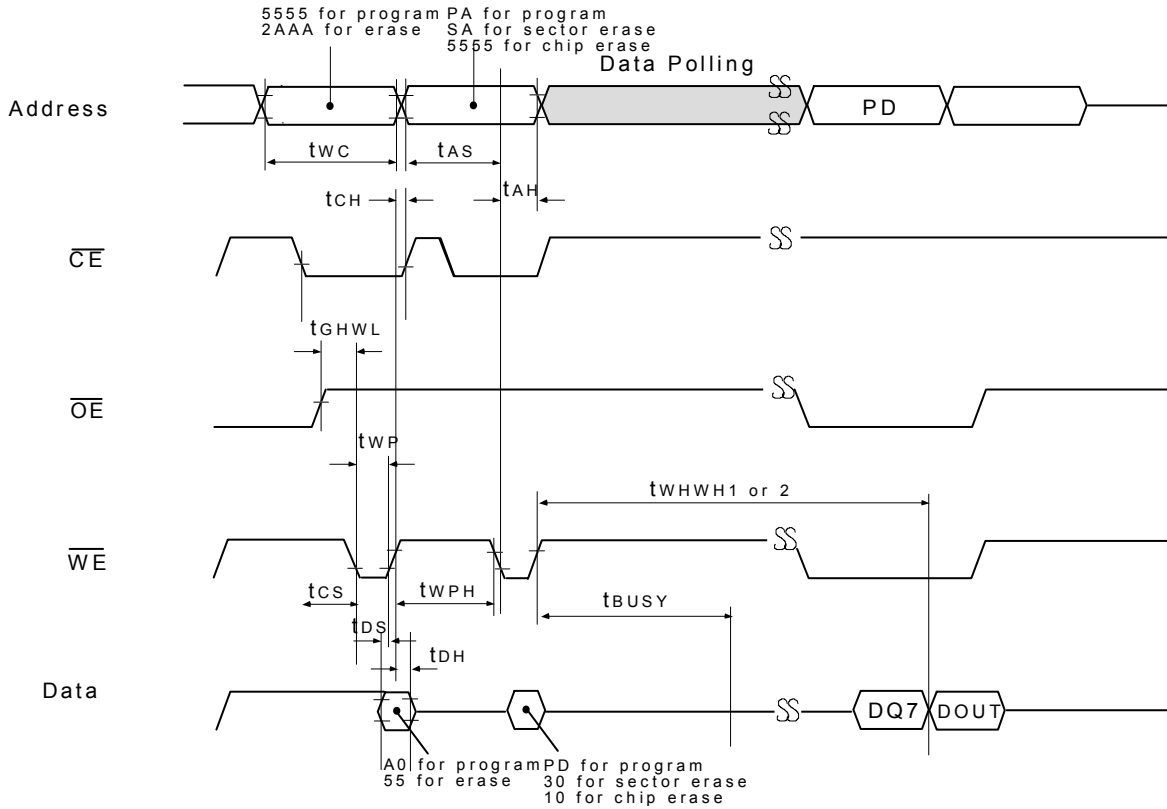 5555 for program
2AAA for erase
PA for program
SA for sector erase
5555 for chip erase
Data Polling
Address
PD
tWC
tAS
tAH
tCH
CE
tGHWL
OE
tWP
tWHWH1 or 2
WE
tCS
tWPH
tBUSY
tDS
tDH
Data
DQ7
DOUT
A0 for program
55 for erase
PD for program
30 for sector erase
10 for chip erase